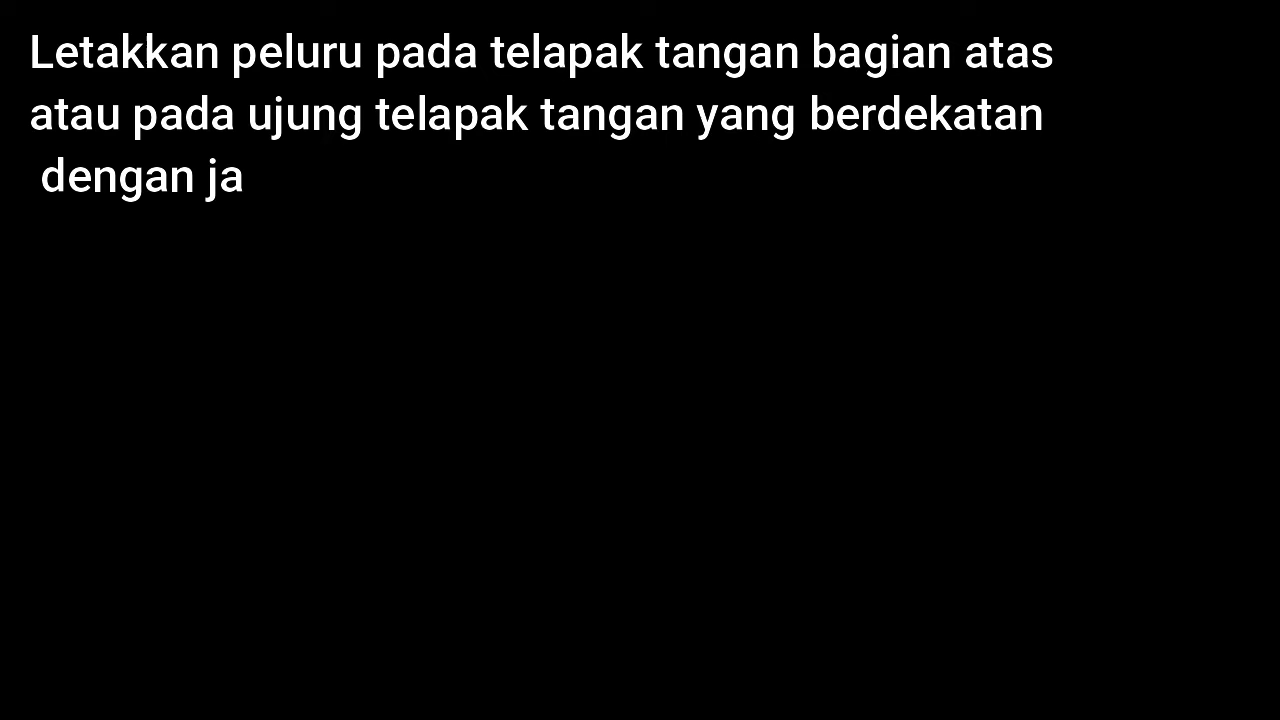 Letakkan peluru pada telapak tangan bagian atas
atau pada ujung telapak tangan yang berdekatan
dengan ja